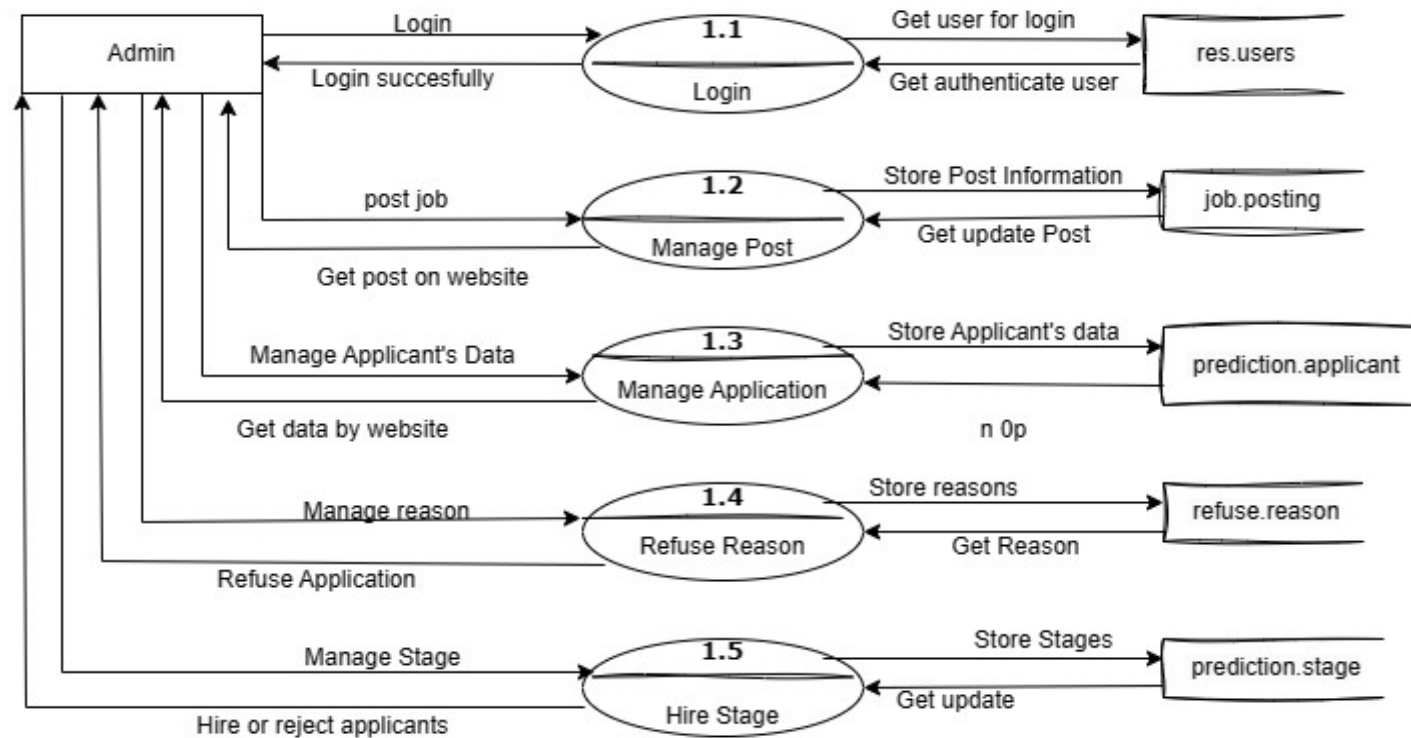 Admin
Login
Login succesfully
1.1
Login
Get user for login
Get authenticate user
res.users
post job
Get post on website
1.2
Manage Post
Store Post Information
Get update Post
job.posting
Manage Applicant's Data
Get data by website
1.3
Manage Application
Store Applicant's data
n 0p
prediction.applicant
Manage reason
Refuse Application
1.4
Refuse Reason
Store reasons
Get Reason
refuse.reason
Manage Stage
Hire or reject applicants
1.5
Hire Stage
Store Stages
Get update
prediction.stage